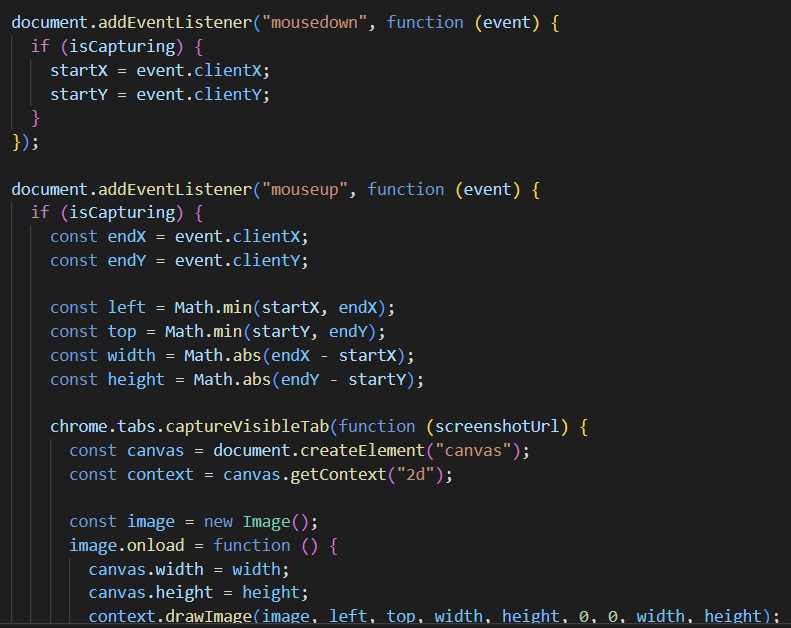 document.addEventListener("mousedown", function (event) {
  if (isCapturing) {
    startX = event.clientX;
    startY = event.clientY;
  }
});

document.addEventListener("mouseup", function (event) {
  if (isCapturing) {
    const endX = event.clientX;
    const endY = event.clientY;

    const left = Math.min(startX, endX);
    const top = Math.min(startY, endY);
    const width = Math.abs(endX - startX);
    const height = Math.abs(endY - startY);

    chrome.tabs.captureVisibleTab(function (screenshotUrl) {
      const canvas = document.createElement("canvas");
      const context = canvas.getContext("2d");

      const image = new Image();
      image.onload = function () {
        canvas.width = width;
        canvas.height = height;
        context.drawImage(image, left, top, width, height, 0, 0, width, height);